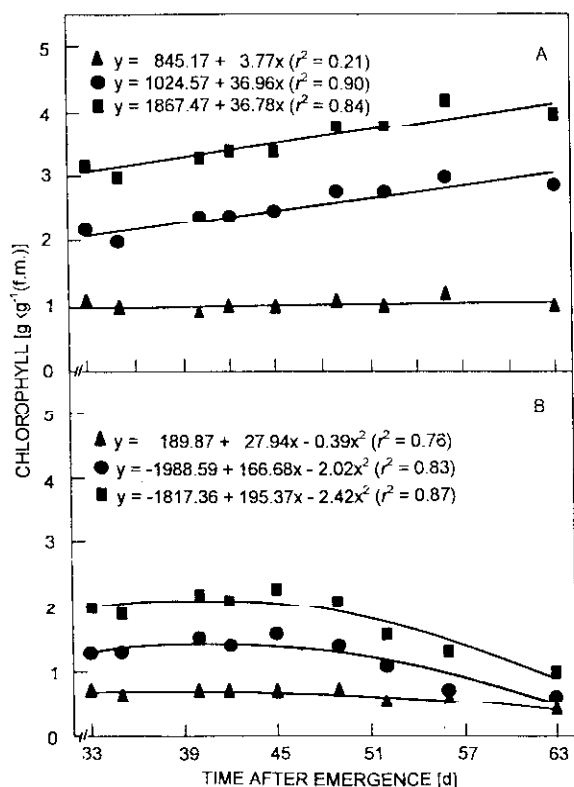 A
▲ y = 845.17 + 3.77x (r² = 0.21)
● y = 1024.57 + 36.96x (r² = 0.90)
■ y = 1867.47 + 36.78x (r² = 0.84)
5
4
3
2
1
0
B
▲ y = 189.87 + 27.94x - 0.39x² (r² = 0.76)
● y = -1988.59 + 166.68x - 2.02x² (r² = 0.83)
■ y = -1817.36 + 195.37x - 2.42x² (r² = 0.87)
5
4
3
2
1
0
33 39 45 51 57 63
CHLOROPHYLL [g kg⁻¹(f.m.)]
TIME AFTER EMERGENCE [d]